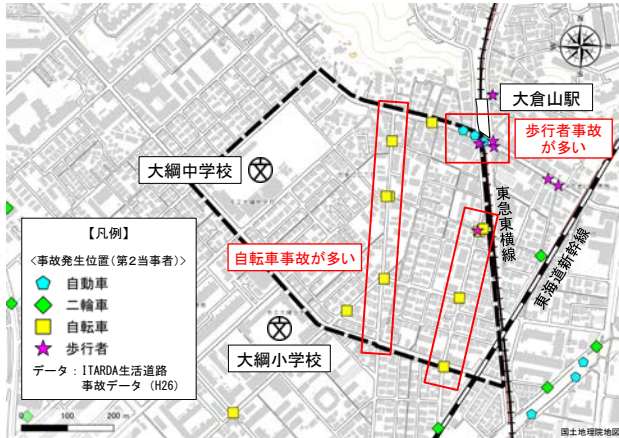 大倉山駅
歩行者事故
が多い
大綱中学校
東急東横線
東海道新幹線
自転車事故が多い
大綱小学校
【凡例】
<事故発生位置(第2当事者)>
自動車
二輪車
自転車
歩行者
データ：ITARDA生活道路
事故データ（H26）
0 100 200 m
国土地理院地図